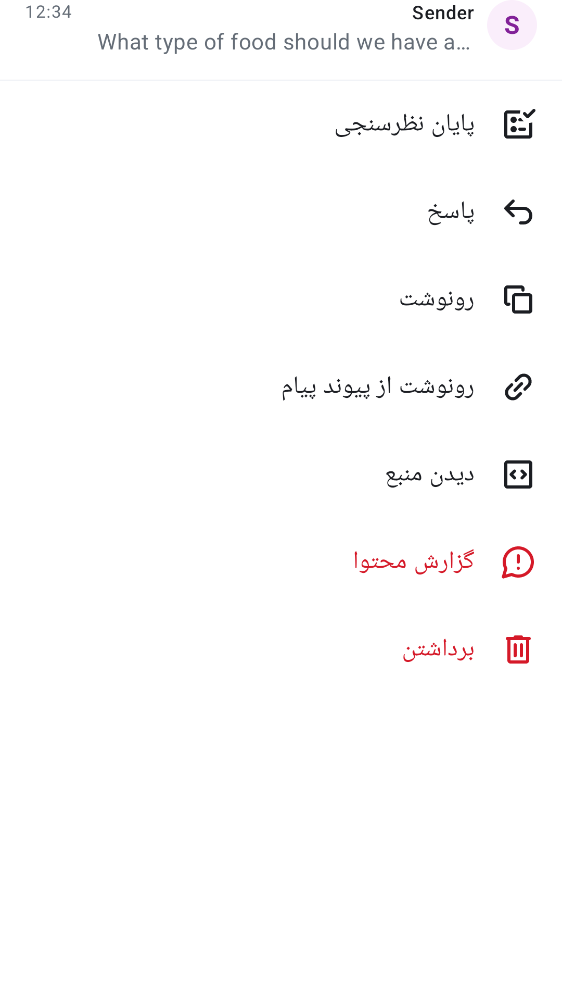 Sender
12:34
What type of food should we have a...
پایان نظرسنجی
پاسخ
رونوشت
رونوشت از پیوند پیام
دیدن منبع
گزارش محتوا
برداشتن